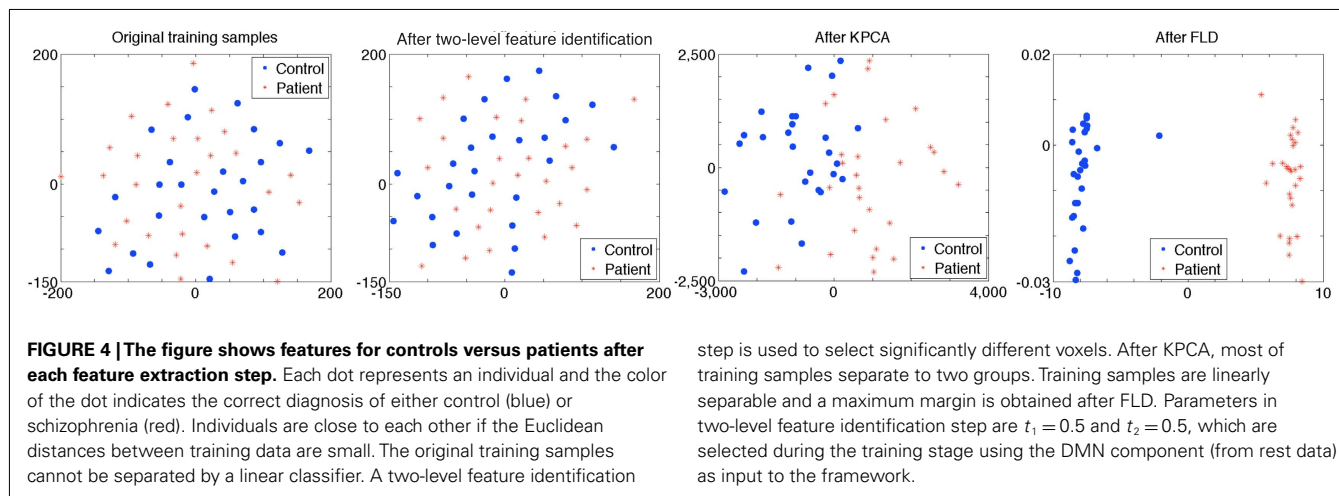 Original training samples
200
0
-150
-200
0
200
Control
Patient
After two-level feature identification
200
0
-150
0
200
Control
Patient
After KPCA
2,500
0
-2,500
-3,000
0
4,000
Control
Patient
After FLD
0.02
0
-0.03
-10
0
10
Control
Patient
FIGURE 4 | The figure shows features for controls versus patients after
each feature extraction step. Each dot represents an individual and the color
of the dot indicates the correct diagnosis of either control (blue) or
schizophrenia (red). Individuals are close to each other if the Euclidean
distances between training data are small. The original training samples
cannot be separated by a linear classifier. A two-level feature identification
step is used to select significantly different voxels. After KPCA, most of
training samples separate to two groups. Training samples are linearly
separable and a maximum margin is obtained after FLD. Parameters in
two-level feature identification step are t₁ = 0.5 and t₂ = 0.5, which are
selected during the training stage using the DMN component (from rest data)
as input to the framework.